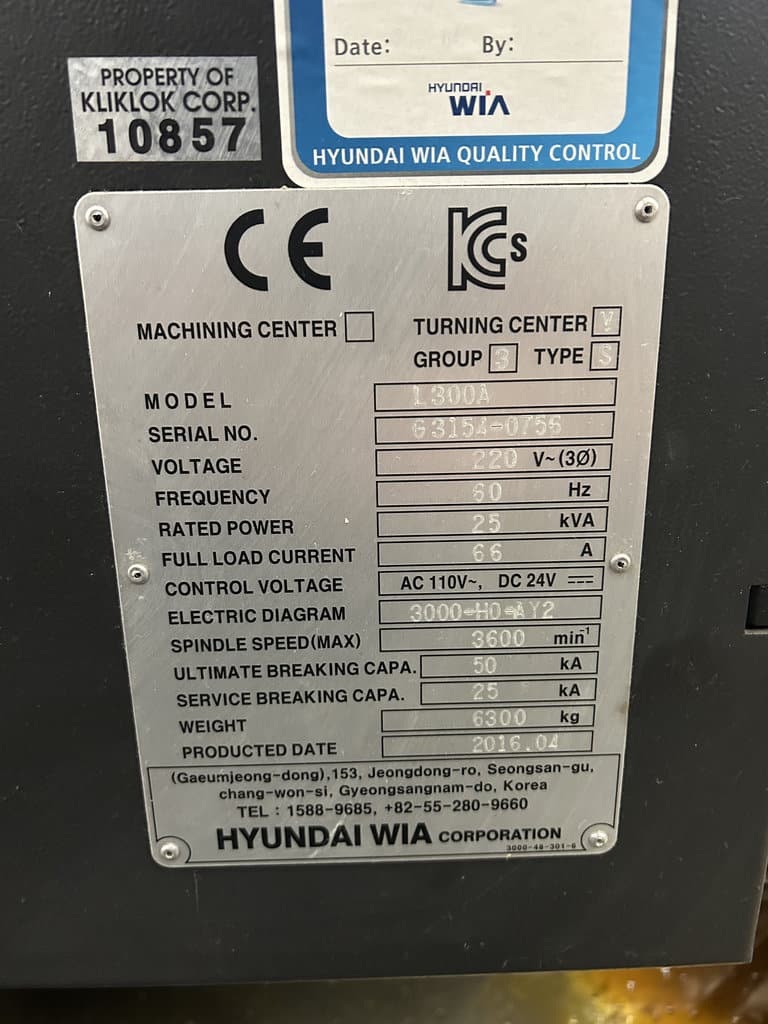 Date: By:
HYUNDAI
WIA
HYUNDAI WIA QUALITY CONTROL
PROPERTY OF
KLIKLOK CORP.
10857
CE KCs
MACHINING CENTER TURNING CENTER V
GROUP 3 TYPE S
MODEL L300A
SERIAL NO. G3154-0756
VOLTAGE 220 V~(3Ø)
FREQUENCY 60 Hz
RATED POWER 25 kVA
FULL LOAD CURRENT 66 A
CONTROL VOLTAGE AC 110V~, DC 24V
ELECTRIC DIAGRAM 3000-H0-AY2
SPINDLE SPEED(MAX) 3600 min⁻¹
ULTIMATE BREAKING CAPA. 50 kA
SERVICE BREAKING CAPA. 25 kA
WEIGHT 6300 kg
PRODUCTED DATE 2016.04
(Gaeumjeong-dong),153, Jeongdong-ro, Seongsan-gu,
chang-won-si, Gyeongsangnam-do, Korea
TEL : 1588-9685, +82-55-280-9660
HYUNDAI WIA CORPORATION
3000-48-301-6